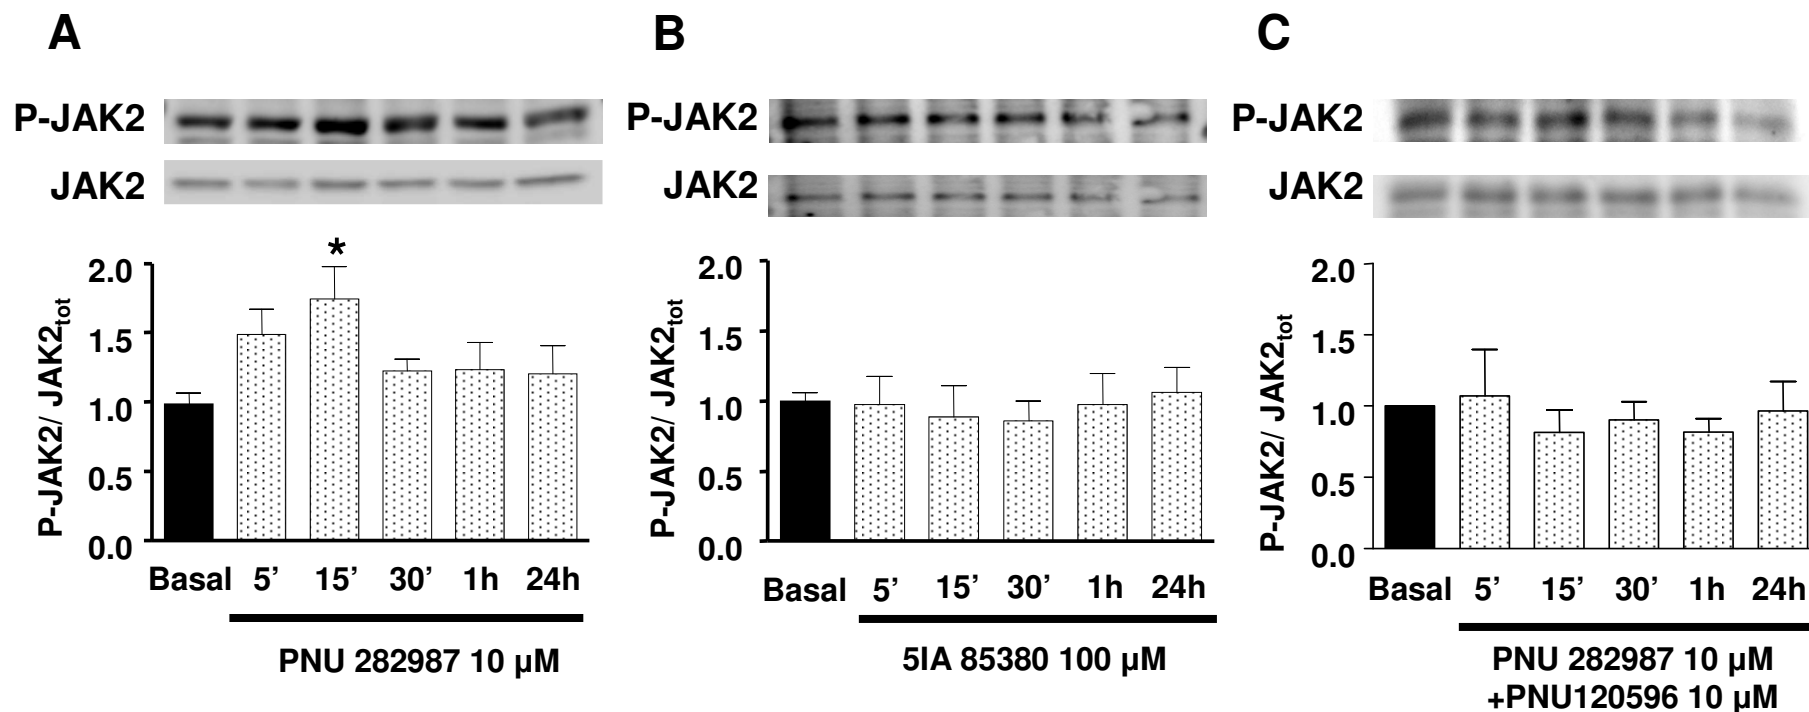 A
B
C
P-JAK2
P-JAK2
P-JAK2
JAK2
JAK2
JAK2
*
P-JAK2/ JAK2tot
2.0
1.5
1.0
0.5
0.0
Basal 5’ 15’ 30’ 1h 24h
PNU 282987 10 µM
P-JAK2/ JAK2tot
2.0
1.5
1.0
0.5
0.0
Basal 5’ 15’ 30’ 1h 24h
5IA 85380 100 µM
P-JAK2/ JAK2tot
2.0
1.5
1.0
0.5
0.0
Basal 5’ 15’ 30’ 1h 24h
PNU 282987 10 µM
+PNU120596 10 µM